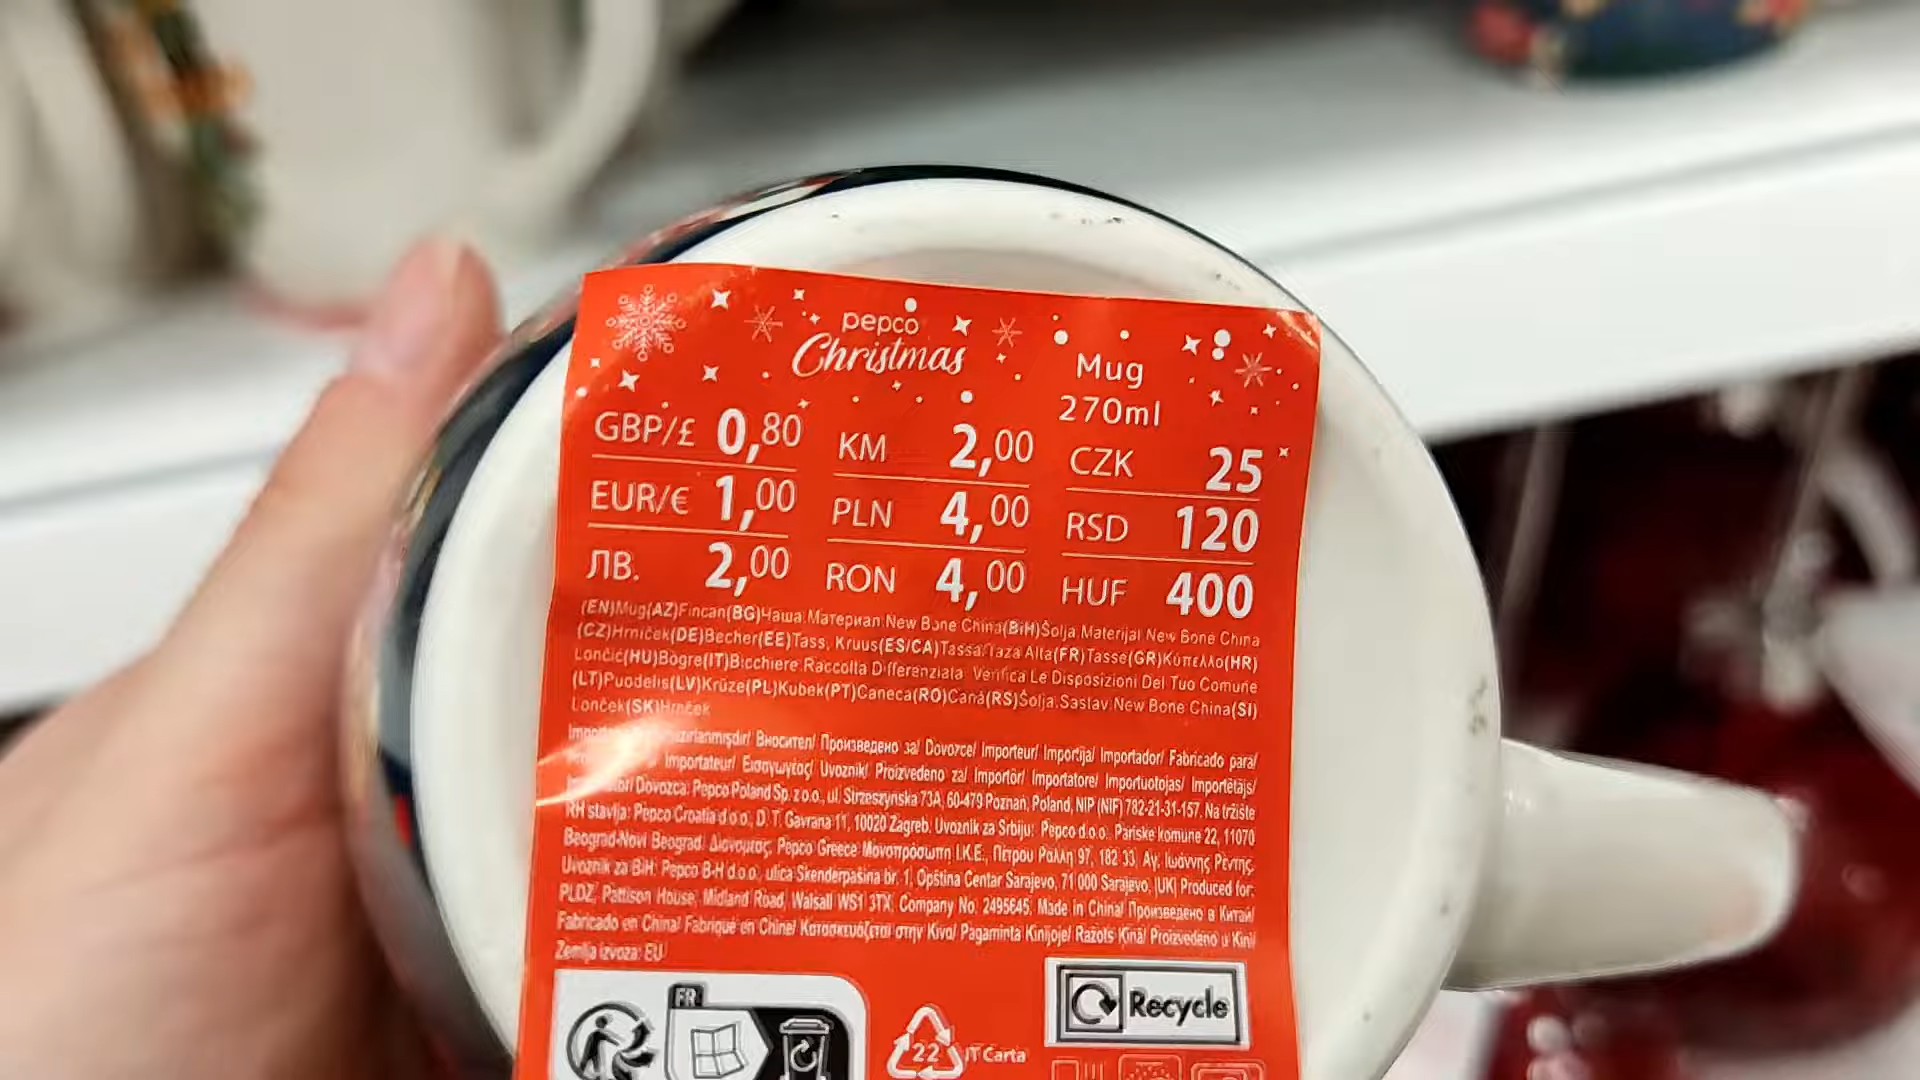 pepco
Christmas
Mug
270ml
GBP/£ 0,80
KM 2,00
CZK 25
EUR/€ 1,00
PLN 4,00
RSD 120
ЛВ. 2,00
RON 4,00
HUF 400
(EN)Mug(AZ)Fincan(BG)Чаша.Материал:New Bone China(BiH)Šolja.Materijal New Bone China
(CZ)Hrníček(DE)Becher(EE)Tass, Kruus(ES/CA)Tassa/Taza Alta(FR)Tasse(GR)Κύπελλο(HR)
Lončić(HU)Bögre(IT)Bicchiere.Raccolta Differenziata. Verifica Le Disposizioni Del Tuo Comune
(LT)Puodelis(LV)Krūze(PL)Kubek(PT)Caneca(RO)Cană(RS)Šolja.Sastav:New Bone China(SI)
Lonček(SK)Hrnček
Вносител/ Произведено за/ Dovozce/ Importeur/ Importija/ Importador/ Fabricado para/
Importateur/ Εισαγωγέας/ Uvoznik/ Proizvedeno za/ Importőr/ Importatore/ Importuotojas/ Importētājs/
Dovozca: Pepco Poland Sp. z o.o., ul. Strzeszyńska 73A, 60-479 Poznań, Poland, NIP (NIF) 782-21-31-157. Na tržište
RH stavlja: Pepco Croatia d.o.o., D. T. Gavrana 11, 10020 Zagreb. Uvoznik za Srbiju: Pepco d.o.o., Pariske komune 22, 11070
Beograd-Novi Beograd. Διανομέας: Pepco Greece Μονοπρόσωπη Ι.Κ.Ε., Πέτρου Ράλλη 97, 182 33, Αγ. Ιωάννης Ρέντης.
Uvoznik za BiH: Pepco B-H d.o.o., ulica Skenderpašina br. 1, Opština Centar Sarajevo, 71 000 Sarajevo. |UK| Produced for:
PLDZ, Pattison House, Midland Road, Walsall WS1 3TX, Company No. 2495645. Made in China/ Произведено в Китай/
Fabricado en China/ Fabriqué en Chine/ Κατασκευάζεται στην Κίνα/ Pagaminta Kinijoje/ Ražots Ķīnā/ Proizvedeno u Kini/
Zemlja izvoza: EU
FR
22
IT Carta
Recycle